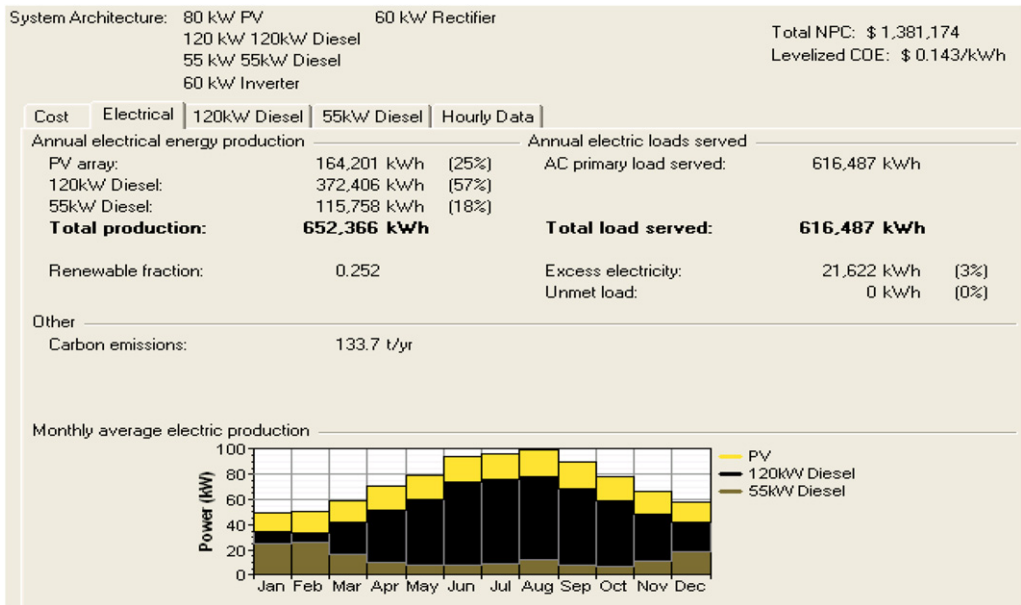 System Architecture: 80 kW PV 60 kW Rectifier
120 kW 120kW Diesel
55 kW 55kW Diesel
60 kW Inverter
Total NPC: $ 1,381,174
Levelized COE: $ 0.143/kWh
Cost Electrical 120kW Diesel 55kW Diesel Hourly Data
Annual electrical energy production
PV array: 164,201 kWh (25%)
120kW Diesel: 372,406 kWh (57%)
55kW Diesel: 115,758 kWh (18%)
Total production: 652,366 kWh
Renewable fraction: 0.252
Annual electric loads served
AC primary load served: 616,487 kWh
Total load served: 616,487 kWh
Excess electricity: 21,622 kWh (3%)
Unmet load: 0 kWh (0%)
Other
Carbon emissions: 133.7 t/yr
Monthly average electric production
Power (kW)
100
80
60
40
20
0
Jan Feb Mar Apr May Jun Jul Aug Sep Oct Nov Dec
PV
120kW Diesel
55kW Diesel